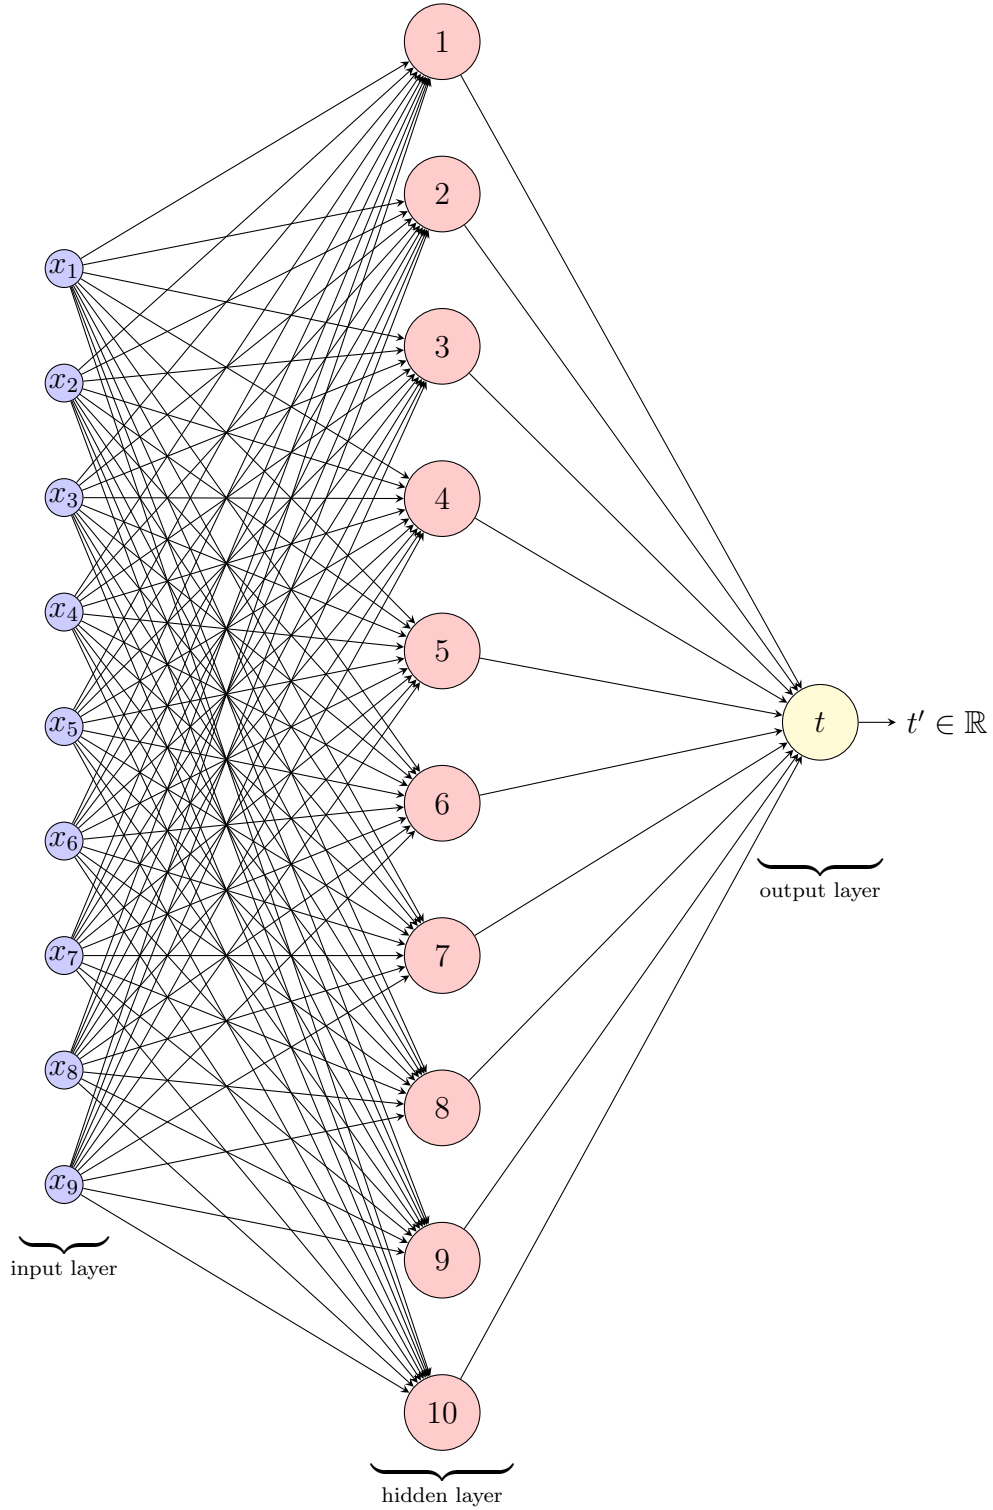 1
2
3
4
5
6
7
8
9
10
x₁
x₂
x₃
x₄
x₅
x₆
x₇
x₈
x₉
t
t′ ∈ ℝ
input layer
hidden layer
output layer